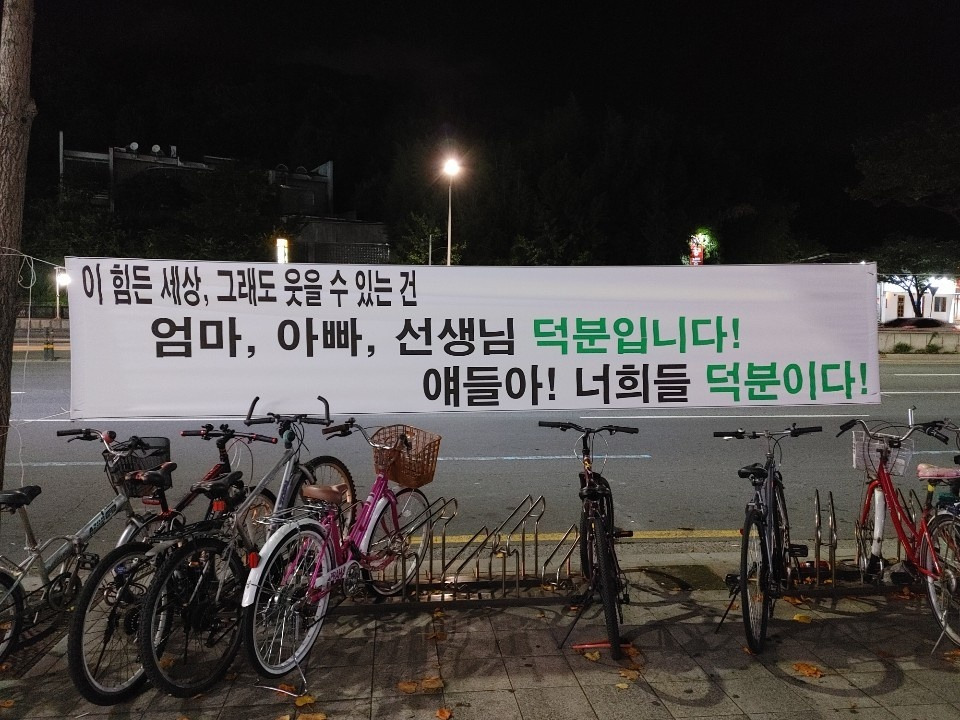 이 힘든 세상, 그래도 웃을 수 있는 건
엄마, 아빠, 선생님 덕분입니다!
얘들아! 너희들 덕분이다!